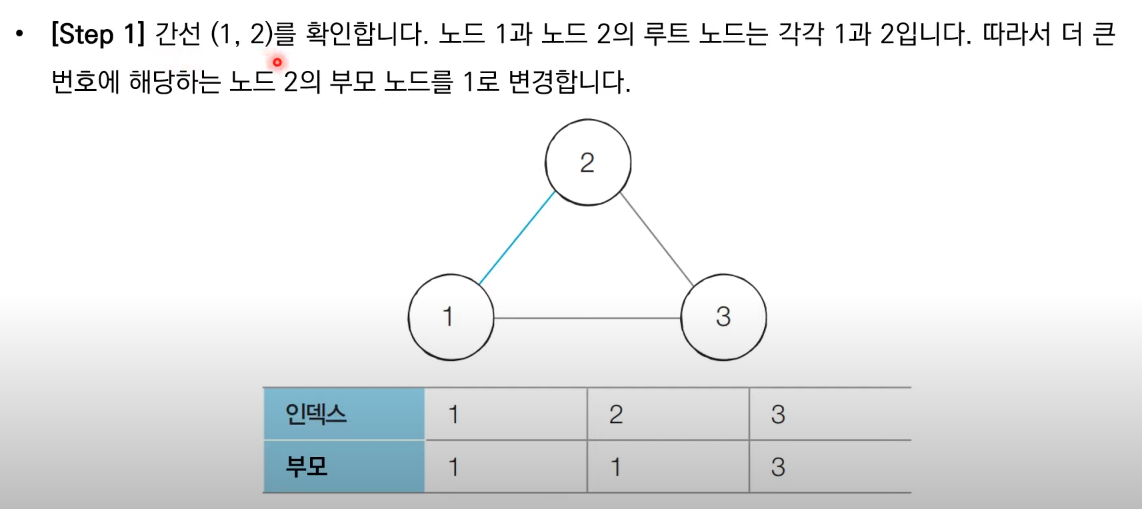 • [Step 1] 간선 (1, 2)를 확인합니다. 노드 1과 노드 2의 루트 노드는 각각 1과 2입니다. 따라서 더 큰
번호에 해당하는 노드 2의 부모 노드를 1로 변경합니다.
2
1
3
인덱스 1 2 3
부모 1 1 3